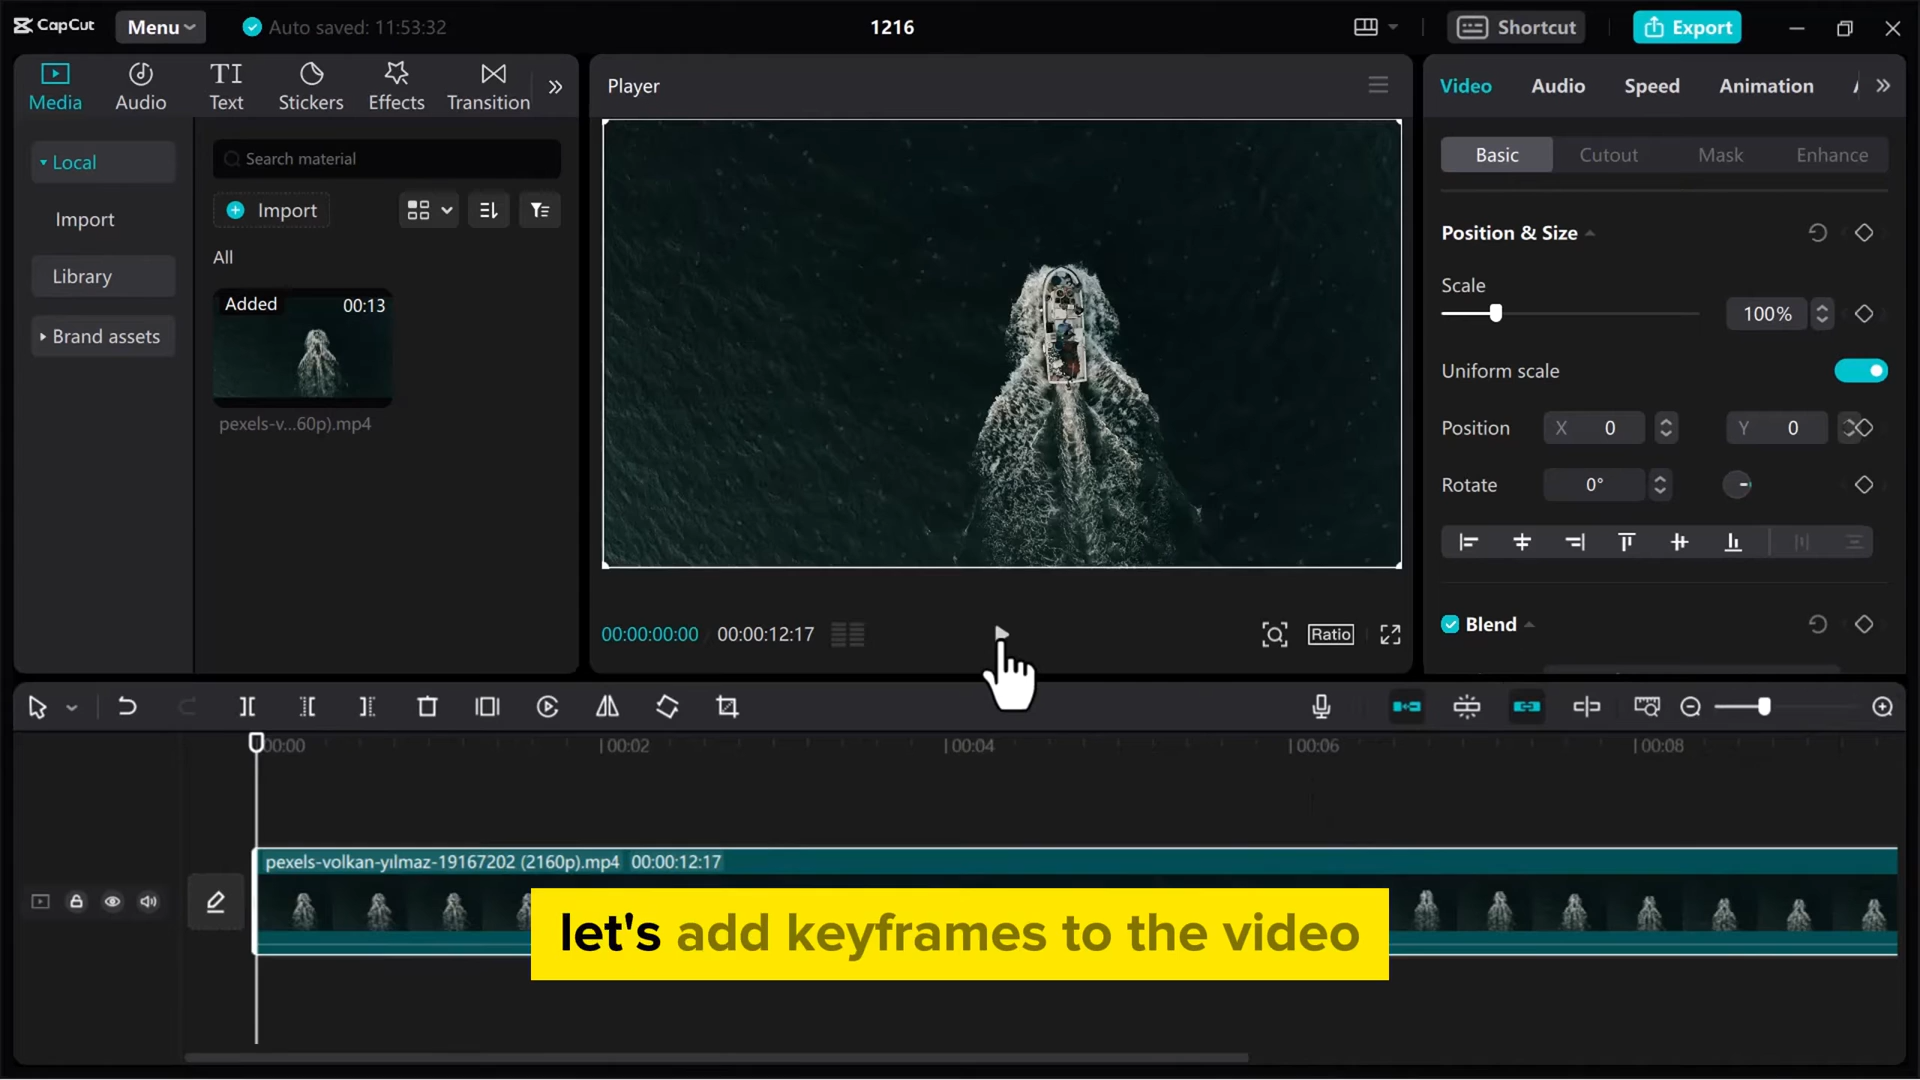 CapCut
Menu
Auto saved: 11:53:32
1216
Shortcut
Export
Media
Audio
TI
Text
Stickers
Effects
Transition
Local
Import
Library
Brand assets
Search material
Import
All
Added
00:13
pexels-v...60p).mp4
Player
00:00:00:00
00:00:12:17
Ratio
Video
Audio
Speed
Animation
Basic
Cutout
Mask
Enhance
Position & Size
Scale
100%
Uniform scale
Position
X 0
Y 0
Rotate
0°
Blend
00:00
00:02
00:04
00:06
00:08
pexels-volkan-yılmaz-19167202 (2160p).mp4 00:00:12:17
let's add keyframes to the video